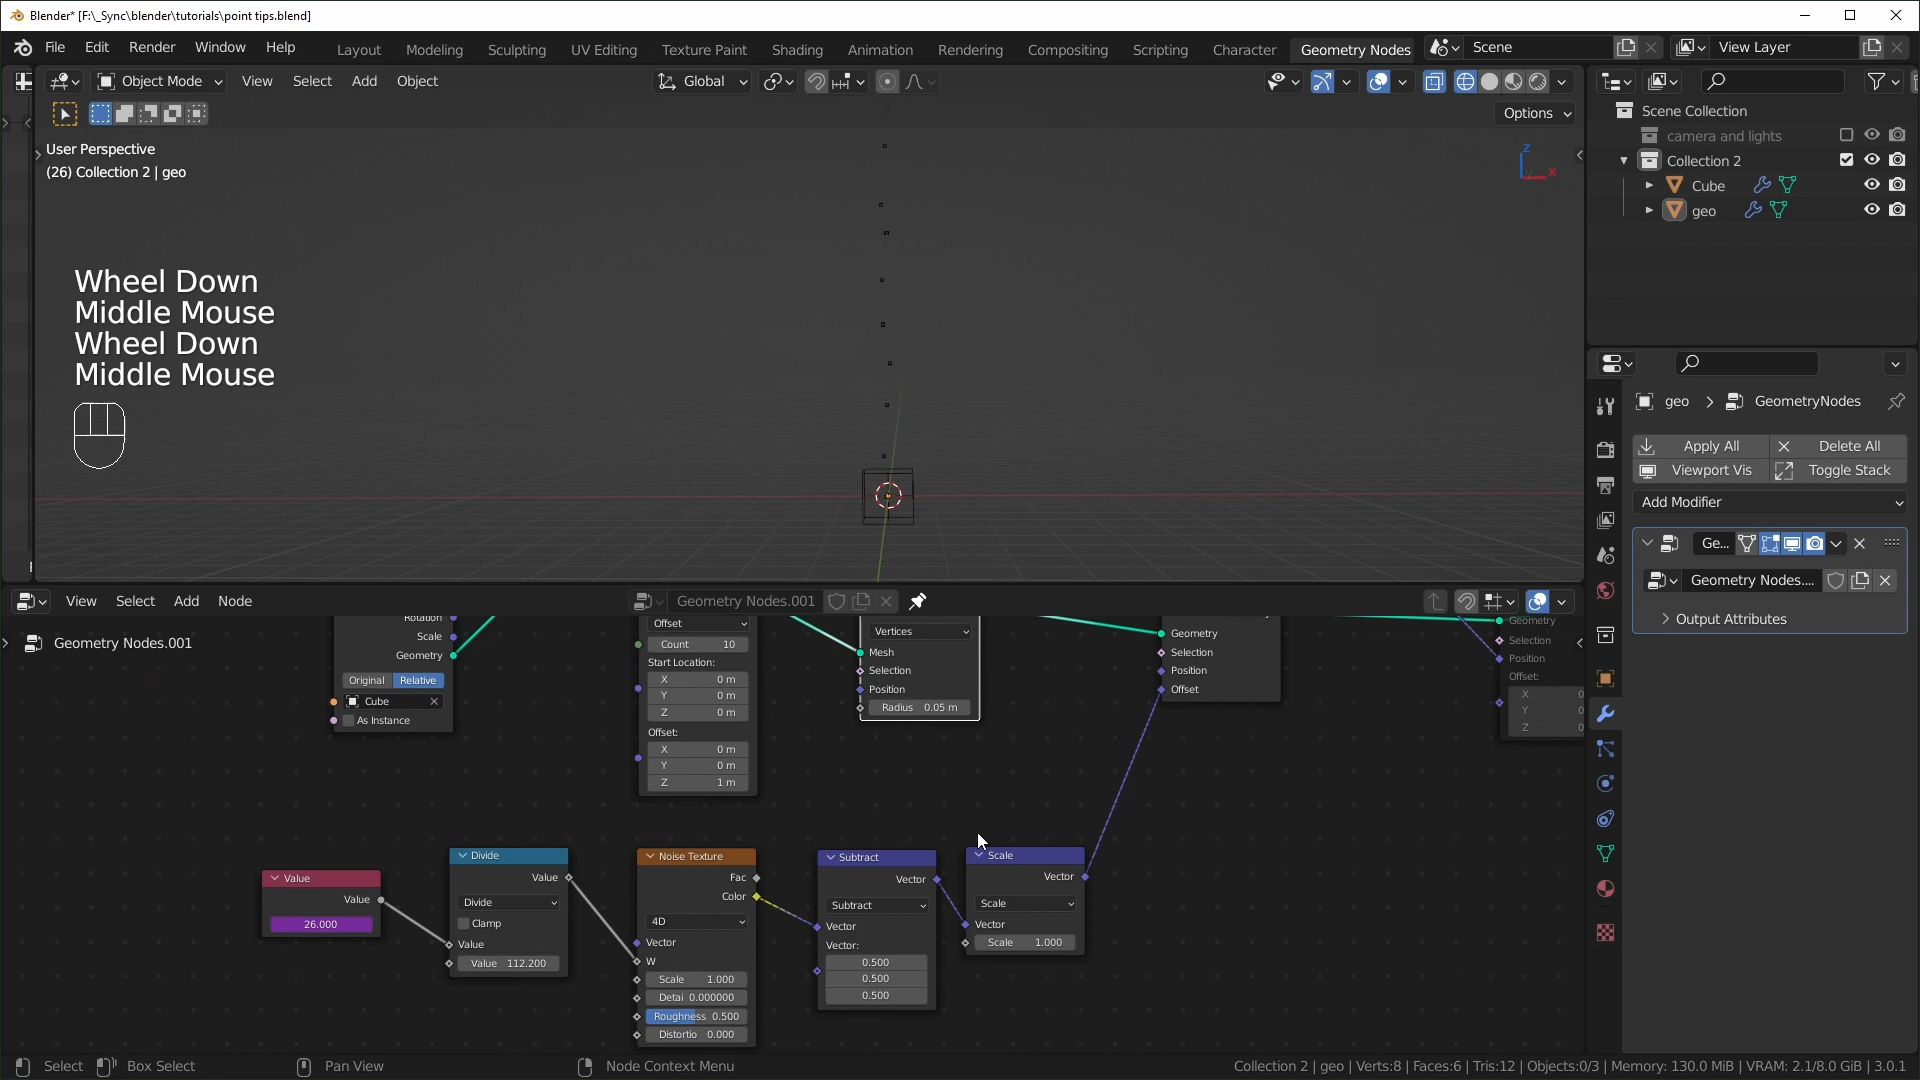 Blender* [F:\_Sync\blender\tutorials\point tips.blend]
File Edit Render Window Help
Layout Modeling Sculpting UV Editing Texture Paint Shading Animation Rendering Compositing Scripting Character Geometry Nodes
Scene
View Layer
Object Mode View Select Add Object
Global
Options
User Perspective
(26) Collection 2 | geo
Wheel Down
Middle Mouse
Wheel Down
Middle Mouse
Z
X
Scene Collection
camera and lights
Collection 2
Cube
geo
geo > GeometryNodes
Apply All Delete All
Viewport Vis Toggle Stack
Add Modifier
Ge...
Geometry Nodes....
Output Attributes
View Select Add Node
Geometry Nodes.001
Geometry Nodes.001
Rotation
Scale
Geometry
Original Relative
Cube
As Instance
Offset
Count 10
Start Location:
X 0 m
Y 0 m
Z 0 m
Offset:
X 0 m
Y 0 m
Z 1 m
Vertices
Mesh
Selection
Position
Radius 0.05 m
Geometry
Selection
Position
Offset
Geometry
Selection
Position
Offset:
X 0
Y 0
Z 0
Value
Value
26.000
Divide
Value
Divide
Clamp
Value
Value 112.200
Noise Texture
Fac
Color
4D
Vector
W
Scale 1.000
Detai 0.000000
Roughness 0.500
Distortio 0.000
Subtract
Vector
Subtract
Vector
Vector:
0.500
0.500
0.500
Scale
Vector
Scale
Vector
Scale 1.000
Select Box Select Pan View Node Context Menu
Collection 2 | geo | Verts:8 | Faces:6 | Tris:12 | Objects:0/3 | Memory: 130.0 MiB | VRAM: 2.1/8.0 GiB | 3.0.1